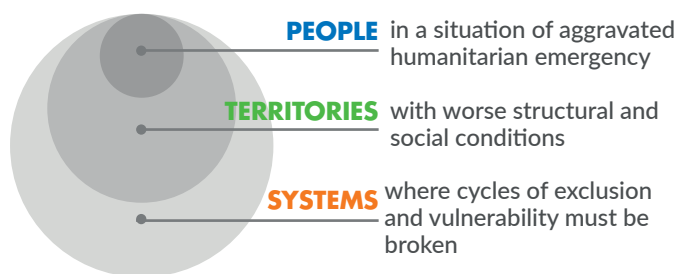 PEOPLE in a situation of aggravated
humanitarian emergency
TERRITORIES with worse structural and
social conditions
SYSTEMS where cycles of exclusion
and vulnerability must be
broken